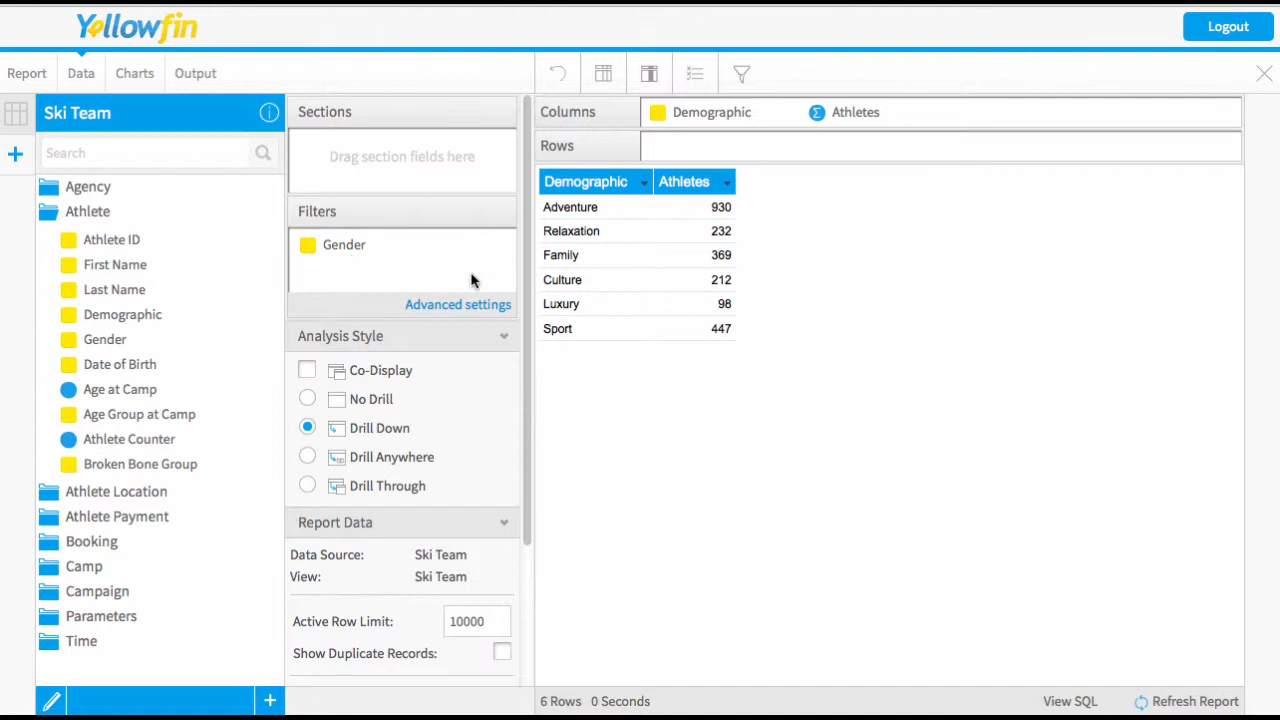 Yellowfin
Logout
Report Data Charts Output
Ski Team
Search
Agency
Athlete
Athlete ID
First Name
Last Name
Demographic
Gender
Date of Birth
Age at Camp
Age Group at Camp
Athlete Counter
Broken Bone Group
Athlete Location
Athlete Payment
Booking
Camp
Campaign
Parameters
Time
Sections
Drag section fields here
Filters
Gender
Advanced settings
Analysis Style
Co-Display
No Drill
Drill Down
Drill Anywhere
Drill Through
Report Data
Data Source: Ski Team
View: Ski Team
Active Row Limit: 10000
Show Duplicate Records:
Columns Demographic Σ Athletes
Rows
Demographic Athletes
Adventure 930
Relaxation 232
Family 369
Culture 212
Luxury 98
Sport 447
6 Rows 0 Seconds View SQL Refresh Report